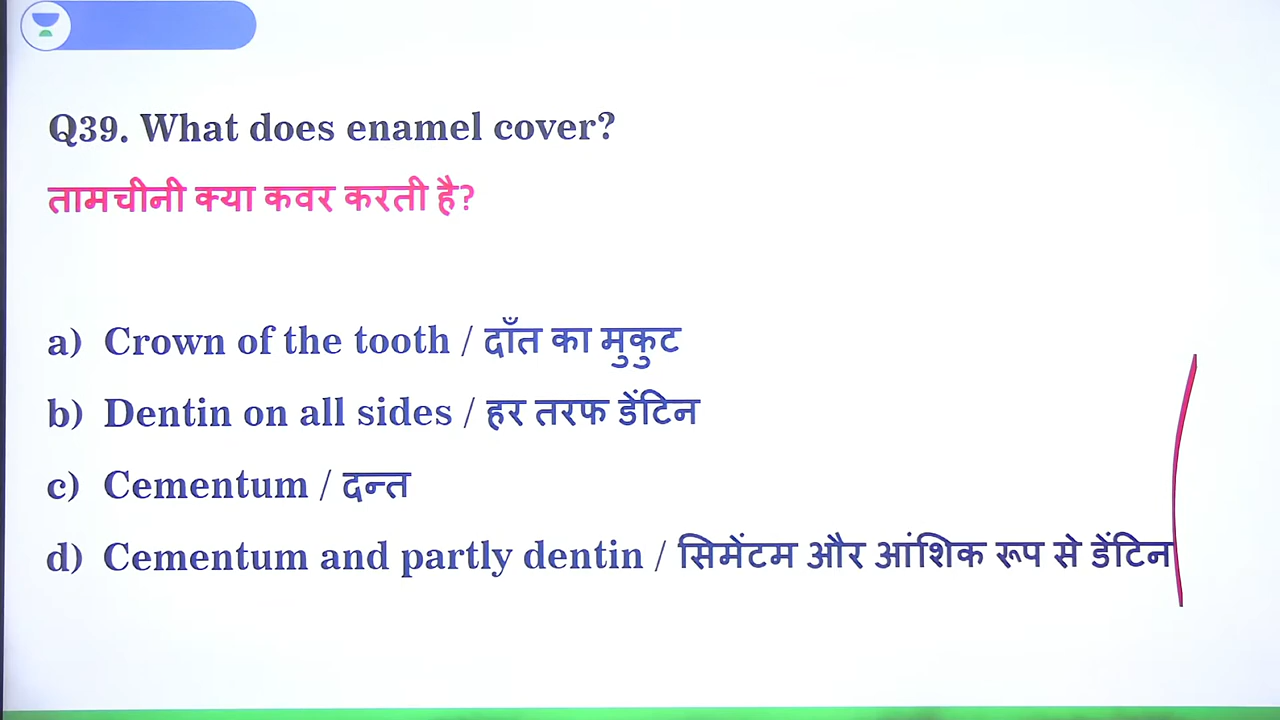 Q39. What does enamel cover?
तामचीनी क्या कवर करती है?
a) Crown of the tooth / दाँत का मुकुट
b) Dentin on all sides / हर तरफ डेंटिन
c) Cementum / दन्त
d) Cementum and partly dentin / सिमेंटम और आंशिक रूप से डेंटिन